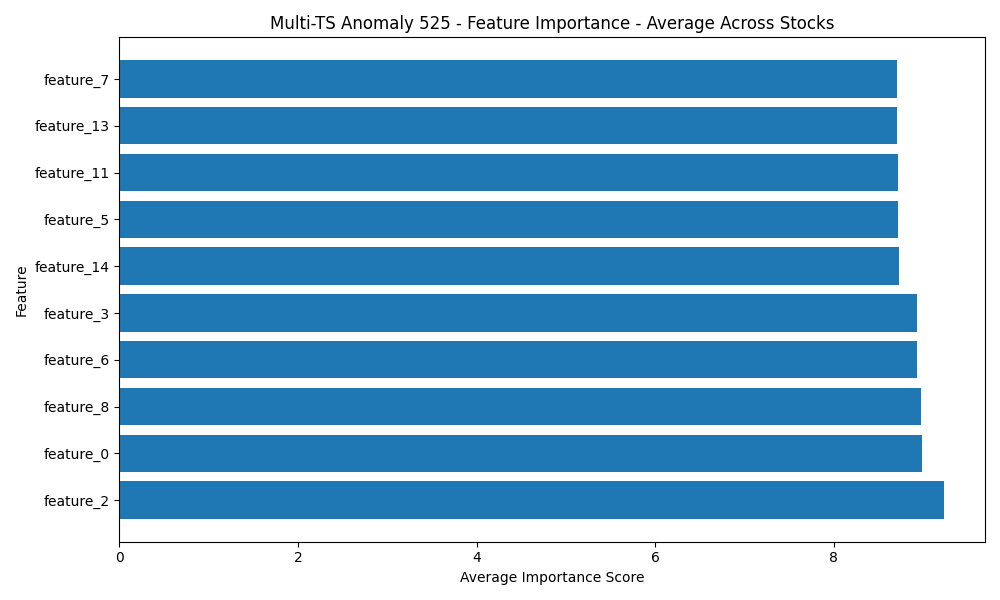 Multi-TS Anomaly 525 - Feature Importance - Average Across Stocks
feature_7
feature_13
feature_11
feature_5
feature_14
feature_3
feature_6
feature_8
feature_0
feature_2
Feature
0 2 4 6 8
Average Importance Score